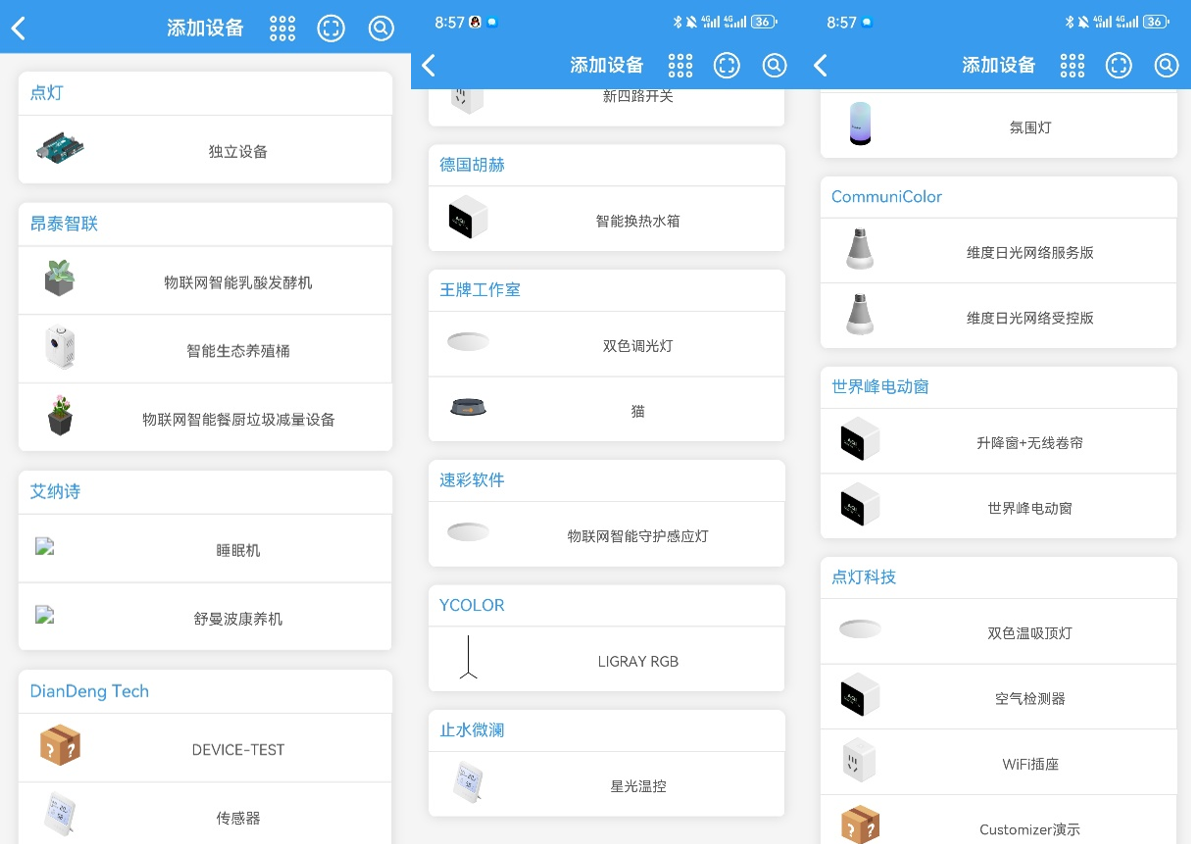 添加设备
点灯
独立设备
昂泰智联
物联网智能乳酸发酵机
智能生态养殖桶
物联网智能餐厨垃圾减量设备
艾纳诗
睡眠机
舒曼波康养机
DianDeng Tech
DEVICE-TEST
传感器
8:57
36
添加设备
新四路开关
德国胡赫
智能换热水箱
王牌工作室
双色调光灯
猫
速彩软件
物联网智能守护感应灯
YCOLOR
LIGRAY RGB
止水微澜
星光温控
8:57
36
添加设备
氛围灯
CommuniColor
维度日光网络服务版
维度日光网络受控版
世界峰电动窗
升降窗+无线卷帘
世界峰电动窗
点灯科技
双色温吸顶灯
空气检测器
WiFi插座
Customizer演示